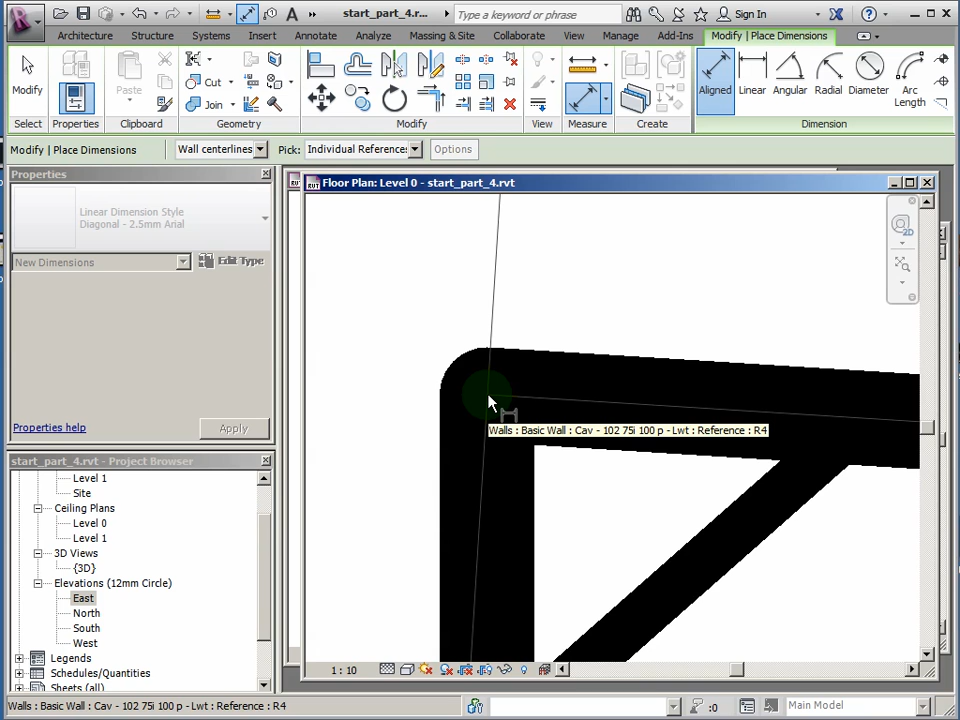 start_part_4.r...
Type a keyword or phrase
Sign In
Architecture Structure Systems Insert Annotate Analyze Massing & Site Collaborate View Manage Add-Ins Modify | Place Dimensions
Modify Paste Cut Join Aligned Linear Angular Radial Diameter Arc Length
Select Properties Clipboard Geometry Modify View Measure Create Dimension
Modify | Place Dimensions Wall centerlines Pick: Individual Reference: Options
Properties
Linear Dimension Style
Diagonal - 2.5mm Arial
New Dimensions Edit Type
Properties help Apply
start_part_4.rvt - Project Browser
Level 1
Site
Ceiling Plans
Level 0
Level 1
3D Views
{3D}
Elevations (12mm Circle)
East
North
South
West
Legends
Schedules/Quantities
Sheets (all)
Floor Plan: Level 0 - start_part_4.rvt
2D
Walls : Basic Wall : Cav - 102 75i 100 p - Lwt : Reference : R4
1 : 10
Walls : Basic Wall : Cav - 102 75i 100 p - Lwt : Reference : R4
:0 Main Model